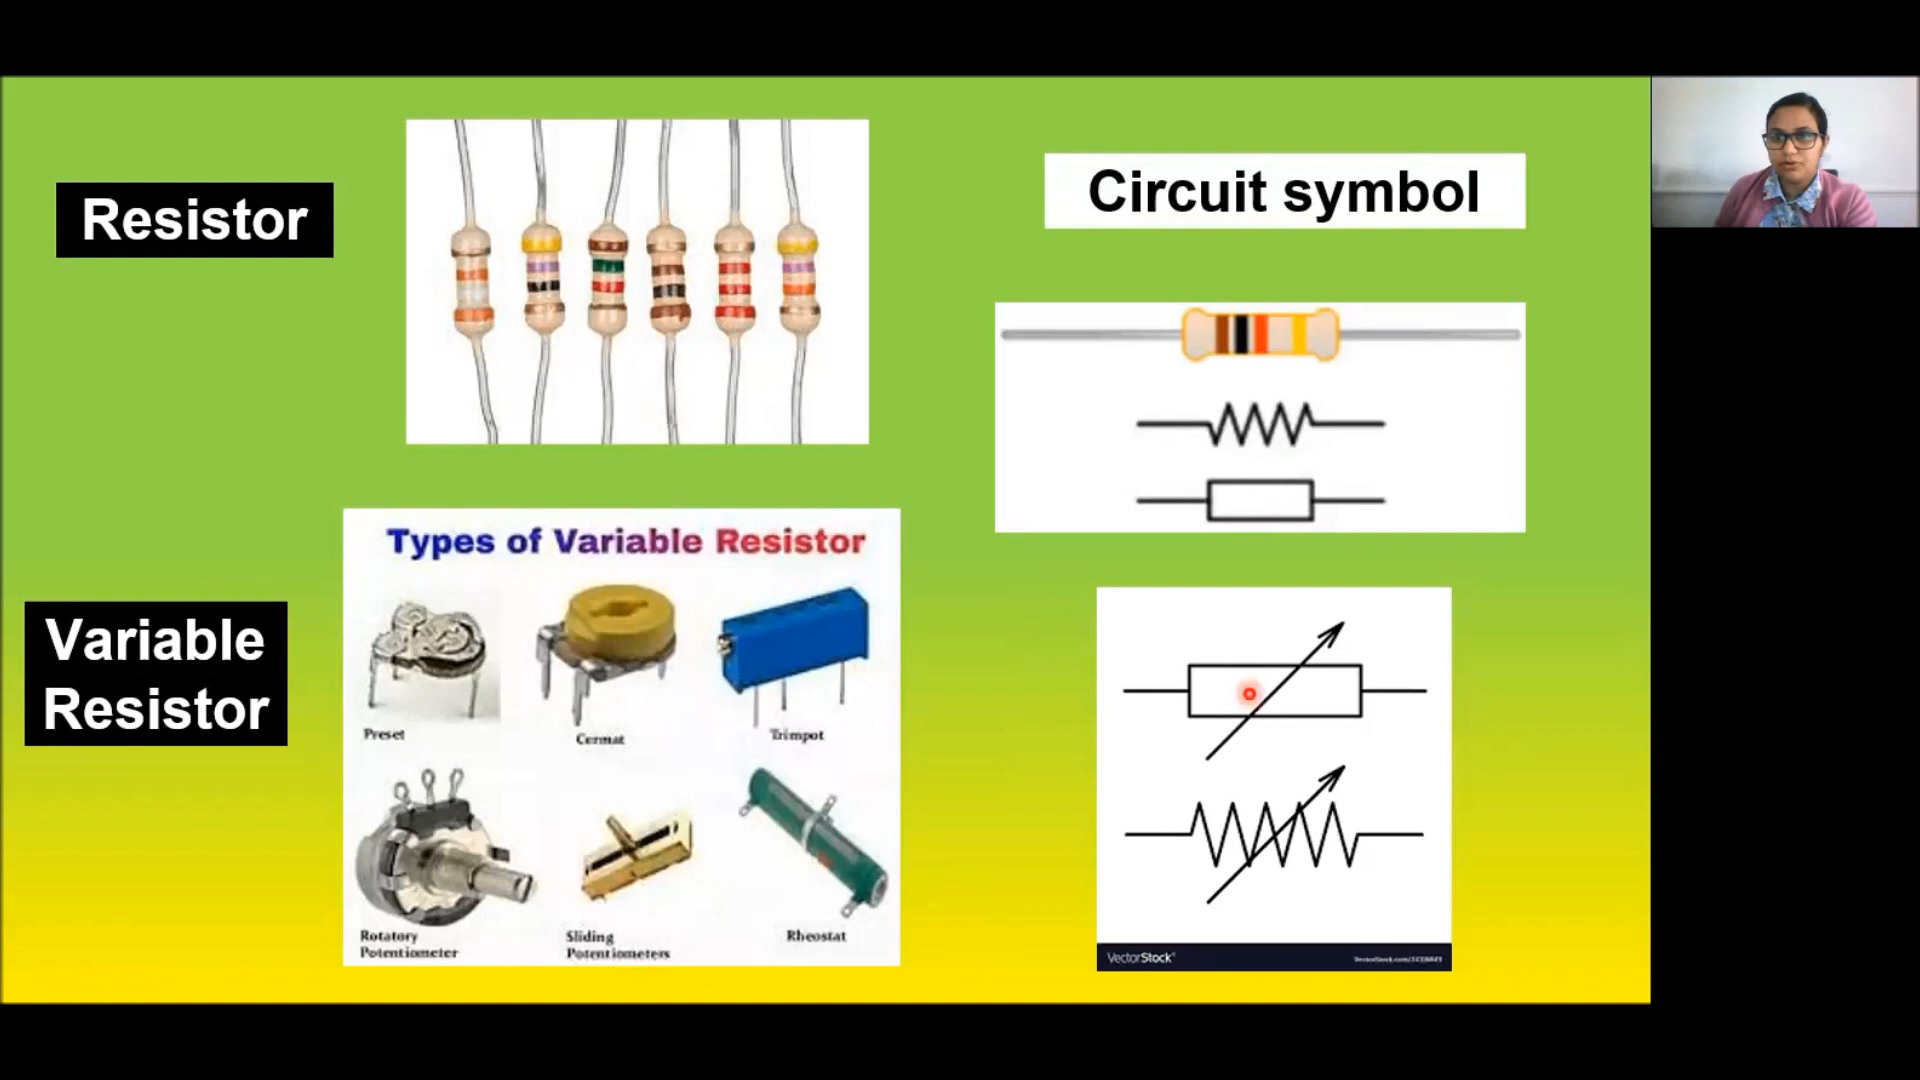 Resistor
Circuit symbol
Types of Variable Resistor
Variable
Resistor
Preset
Cermat
Trimpot
Rotatory
Potentiometer
Sliding
Potentiometers
Rheostat
VectorStock®